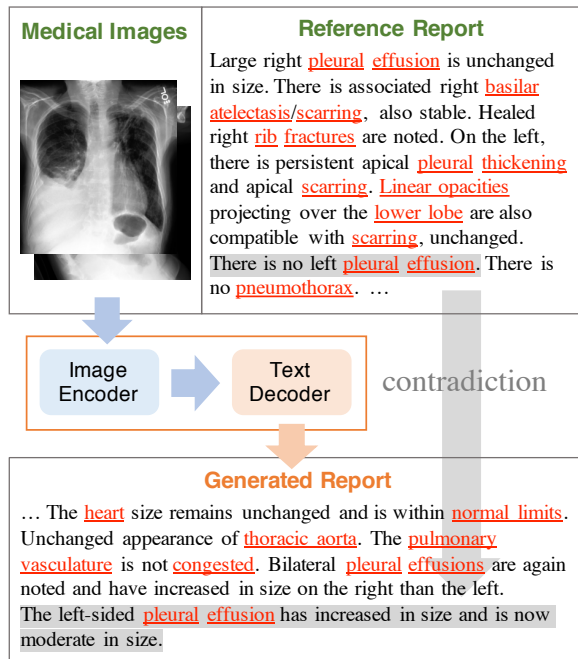 Medical Images
Reference Report
Large right pleural effusion is unchanged
in size. There is associated right basilar
atelectasis/scarring, also stable. Healed
right rib fractures are noted. On the left,
there is persistent apical pleural thickening
and apical scarring. Linear opacities
projecting over the lower lobe are also
compatible with scarring, unchanged.
There is no left pleural effusion. There is
no pneumothorax. …
Image
Encoder
Text
Decoder
contradiction
Generated Report
… The heart size remains unchanged and is within normal limits.
Unchanged appearance of thoracic aorta. The pulmonary
vasculature is not congested. Bilateral pleural effusions are again
noted and have increased in size on the right than the left.
The left-sided pleural effusion has increased in size and is now
moderate in size.